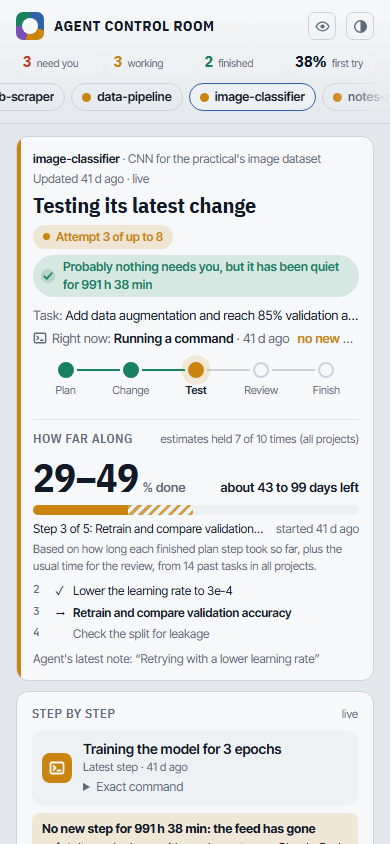 AGENT CONTROL ROOM
3 need you 3 working 2 finished 38% first try
b-scraper data-pipeline image-classifier notes-
image-classifier · CNN for the practical's image dataset
Updated 41 d ago · live
Testing its latest change
Attempt 3 of up to 8
Probably nothing needs you, but it has been quiet
for 991 h 38 min
Task: Add data augmentation and reach 85% validation a...
Right now: Running a command · 41 d ago no new ...
Plan Change Test Review Finish
HOW FAR ALONG estimates held 7 of 10 times (all projects)
29–49 % done about 43 to 99 days left
Step 3 of 5: Retrain and compare validation... started 41 d ago
Based on how long each finished plan step took so far, plus the
usual time for the review, from 14 past tasks in all projects.
2 ✓ Lower the learning rate to 3e-4
3 → Retrain and compare validation accuracy
4 Check the split for leakage
Agent's latest note: “Retrying with a lower learning rate”
STEP BY STEP live
Training the model for 3 epochs
Latest step · 41 d ago
▶ Exact command
No new step for 991 h 38 min: the feed has gone